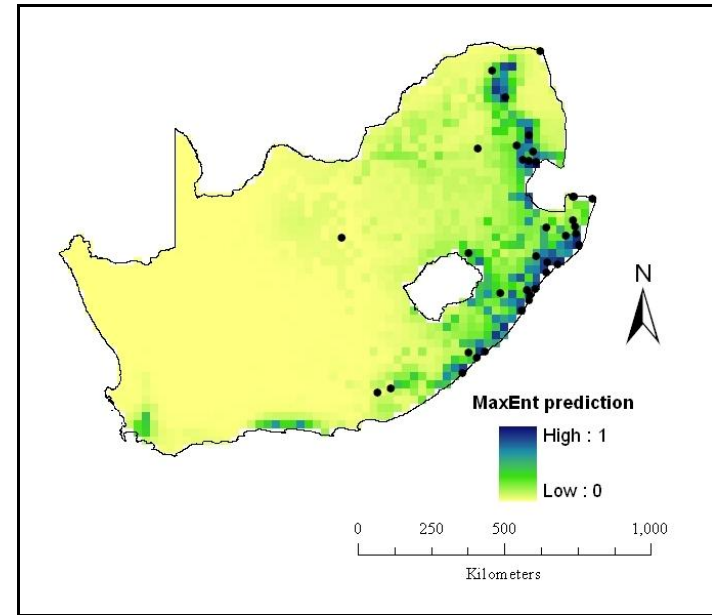 N
MaxEnt prediction
High : 1
Low : 0
0 250 500 1,000
Kilometers